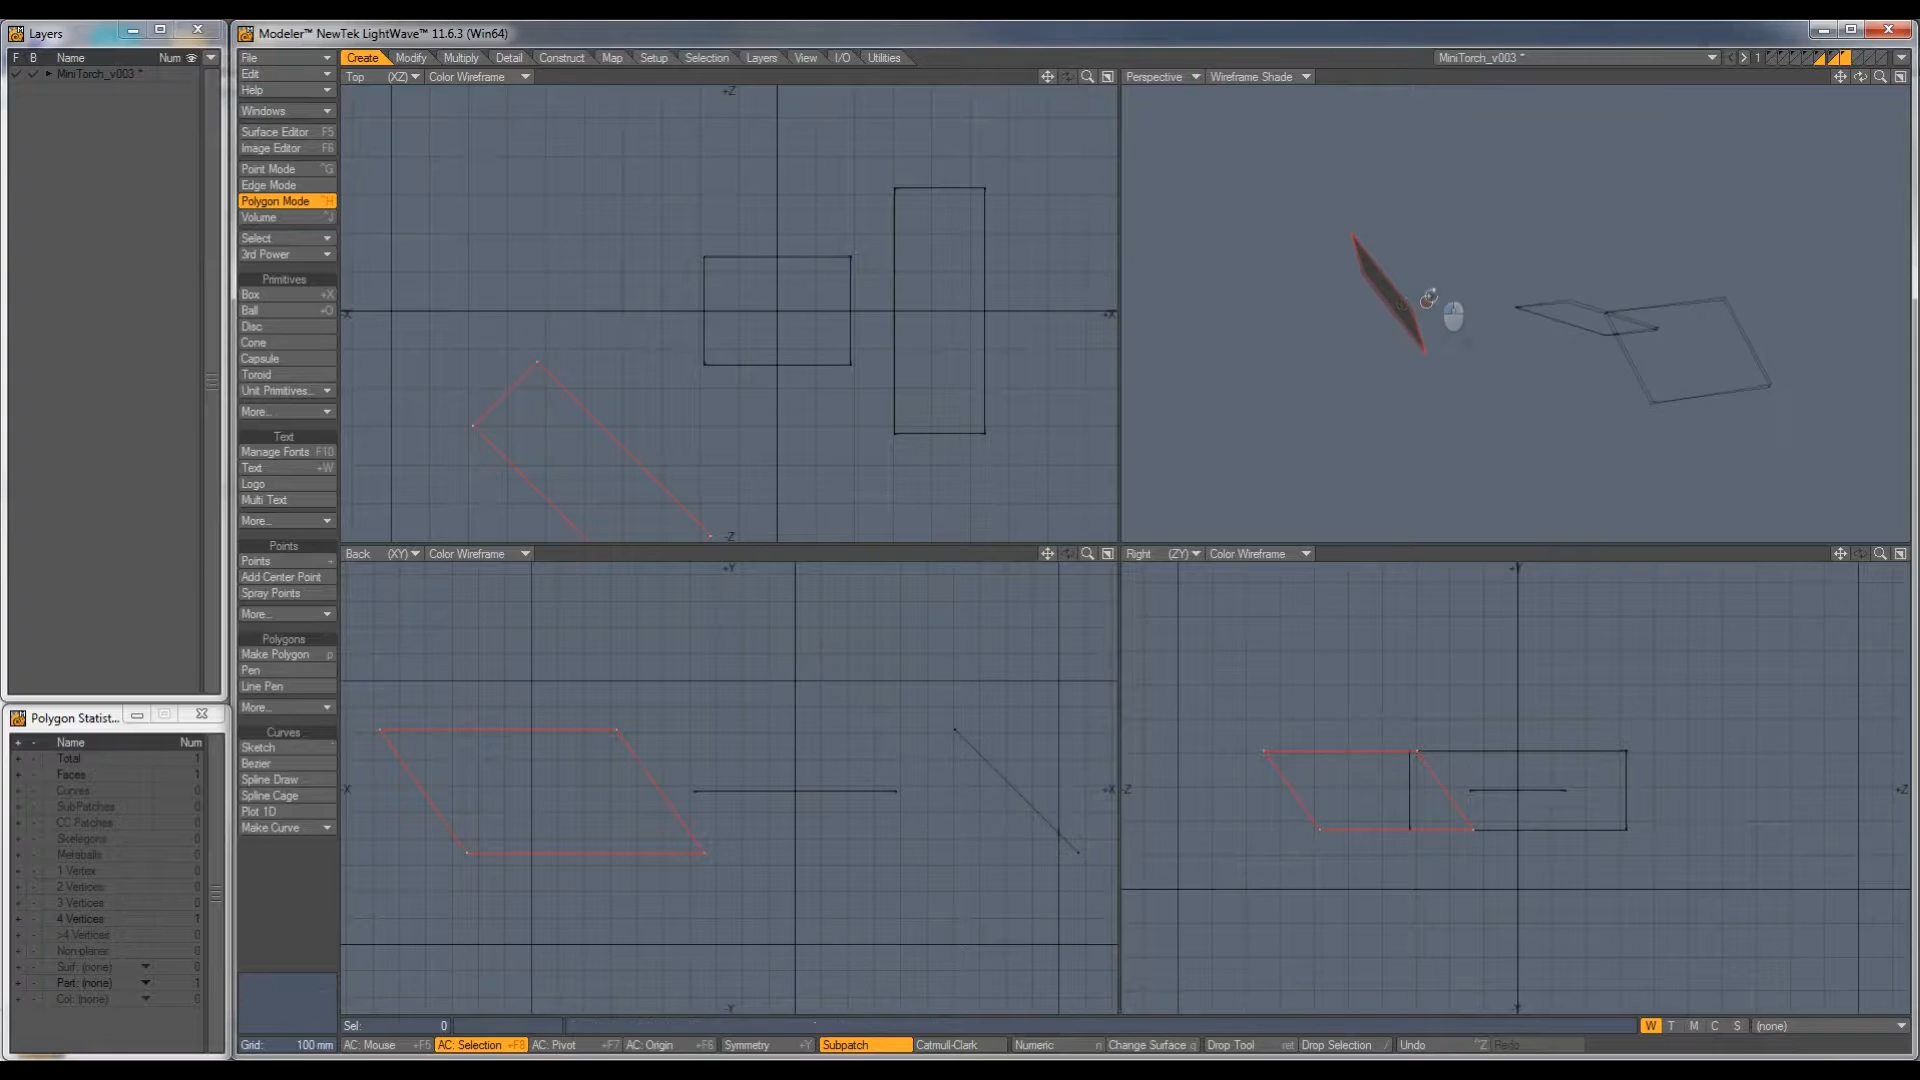 Layers
F B Name Num
MiniTorch_v003 *
Polygon Statist...
+ - Name Num
+ - Total 1
+ - Faces 1
+ - Curves 0
+ - SubPatches 0
+ - CC Patches 0
+ - Skelegons 0
+ - Metaballs 0
+ - 1 Vertex 0
+ - 2 Vertices 0
+ - 3 Vertices 0
+ - 4 Vertices 1
+ - >4 Vertices 0
+ - Non-planar 0
+ - Surf: (none) 0
+ - Part: (none) 1
+ - Col: (none) 0
Modeler™ NewTek LightWave™ 11.6.3 (Win64)
File
Edit
Help
Windows
Surface Editor F5
Image Editor F6
Point Mode ^G
Edge Mode
Polygon Mode ^H
Volume ^J
Select
3rd Power
Primitives
Box +X
Ball +O
Disc
Cone
Capsule
Toroid
Unit Primitives...
More...
Text
Manage Fonts F10
Text +W
Logo
Multi Text
More...
Points
Points +
Add Center Point
Spray Points
More...
Polygons
Make Polygon p
Pen
Line Pen
More...
Curves
Sketch
Bezier
Spline Draw
Spline Cage
Plot 1D
Make Curve
Create Modify Multiply Detail Construct Map Setup Selection Layers View I/O Utilities
MiniTorch_v003 * < > 1
Top (XZ) Color Wireframe
+Z
-X
+X
-Z
Perspective Wireframe Shade
Back (XY) Color Wireframe
+Y
-X
+X
-Y
Right (ZY) Color Wireframe
+Y
-Z
+Z
-Y
Sel: 0
W T M C S (none)
Grid: 100 mm AC: Mouse +F5 AC: Selection +F8 AC: Pivot +F7 AC: Origin +F6 Symmetry +Y Subpatch Catmull-Clark Numeric n Change Surface q Drop Tool ret Drop Selection / Undo ^Z Redo